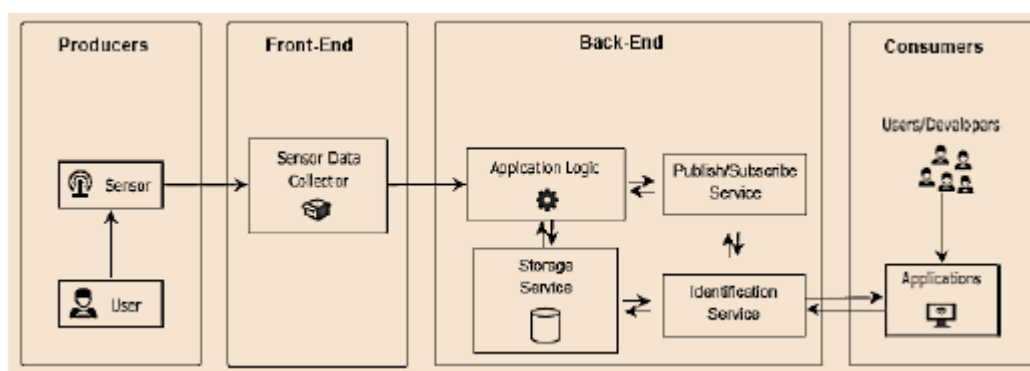 Producers
Front-End
Back-End
Consumers
Users/Developers
Sensor
Sensor Data
Collector
Application Logic
Publish/Subscribe
Service
Storage
Service
Identification
Service
Applications
User